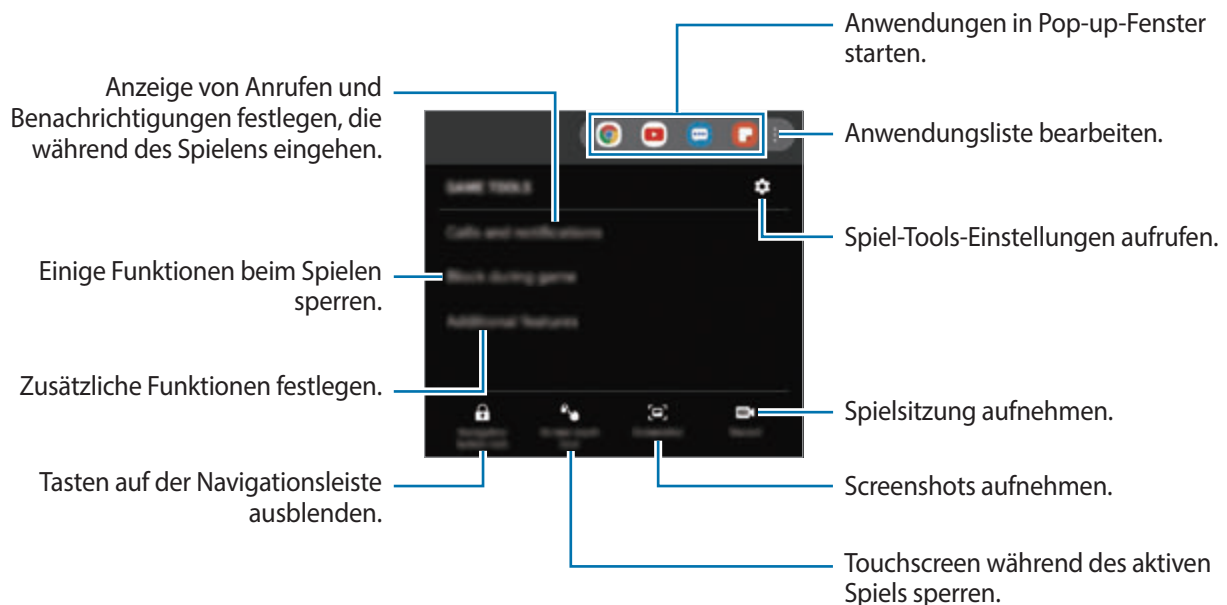 Anwendungen in Pop-up-Fenster
starten.
Anzeige von Anrufen und
Benachrichtigungen festlegen, die
während des Spielens eingehen.
Anwendungsliste bearbeiten.
GAME TOOLS
Spiel-Tools-Einstellungen aufrufen.
Calls and notifications
Einige Funktionen beim Spielen
sperren.
Block during game
Additional features
Zusätzliche Funktionen festlegen.
Spielsitzung aufnehmen.
Tasten auf der Navigationsleiste
ausblenden.
Screenshots aufnehmen.
Touchscreen während des aktiven
Spiels sperren.